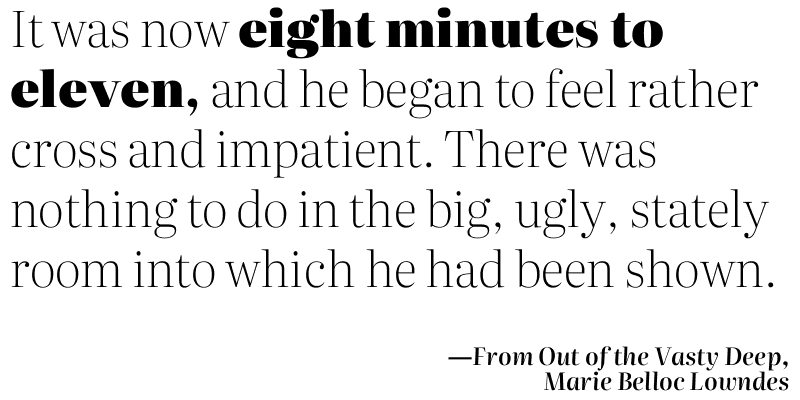 It was now eight minutes to
eleven, and he began to feel rather
cross and impatient. There was
nothing to do in the big, ugly, stately
room into which he had been shown.
—From Out of the Vasty Deep,
Marie Belloc Lowndes